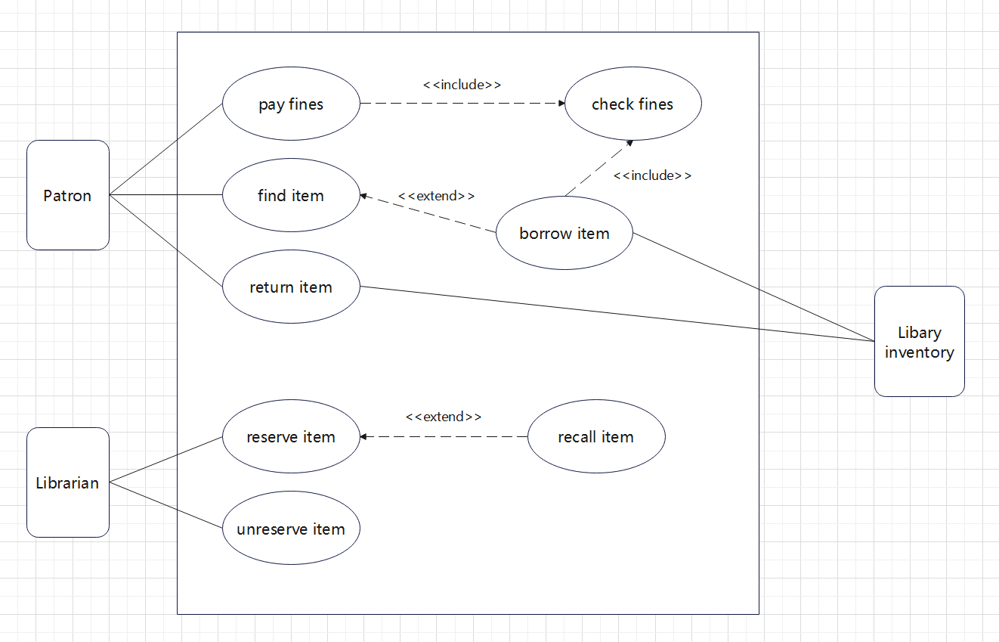 <<include>>
pay fines
check fines
<<include>>
Patron
find item
<<extend>>
borrow item
return item
Libary
inventory
<<extend>>
reserve item
recall item
Librarian
unreserve item